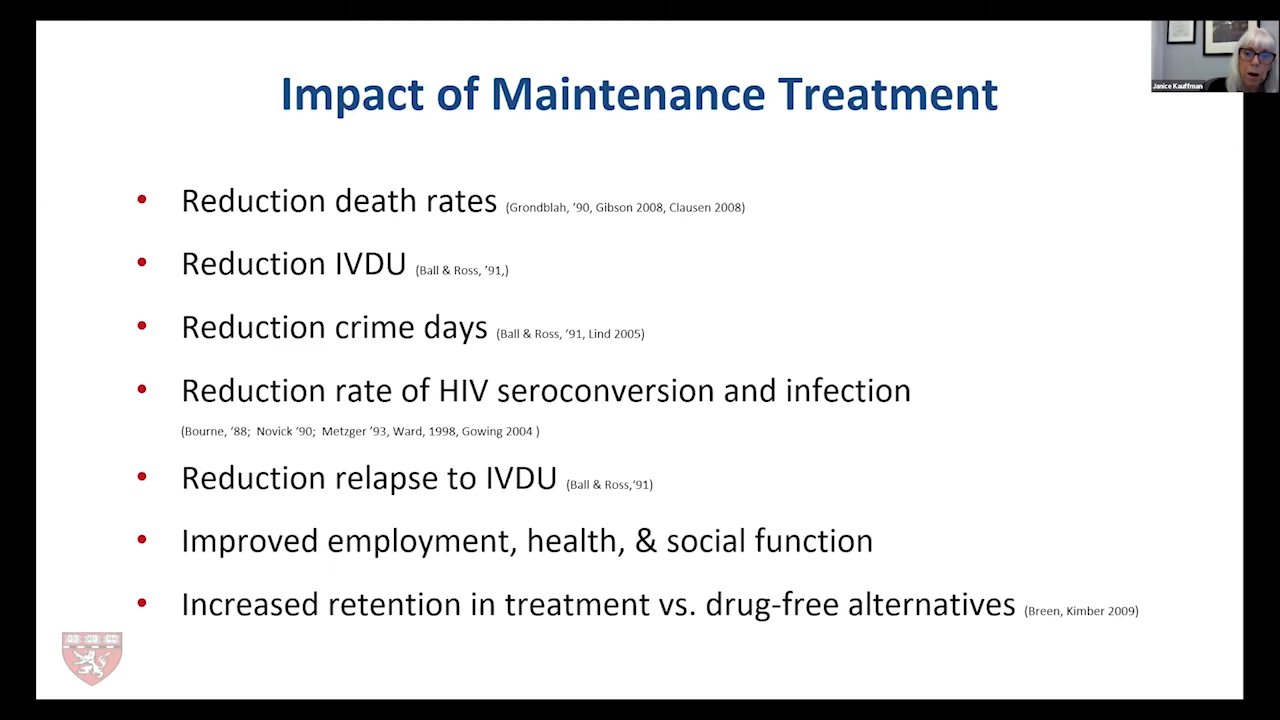 Janice Kauffman
Impact of Maintenance Treatment
• Reduction death rates (Grondblah, ’90, Gibson 2008, Clausen 2008)
• Reduction IVDU (Ball & Ross, ’91,)
• Reduction crime days (Ball & Ross, ’91, Lind 2005)
• Reduction rate of HIV seroconversion and infection
(Bourne, ‘88; Novick ‘90; Metzger ’93, Ward, 1998, Gowing 2004 )
• Reduction relapse to IVDU (Ball & Ross,’91)
• Improved employment, health, & social function
• Increased retention in treatment vs. drug-free alternatives (Breen, Kimber 2009)